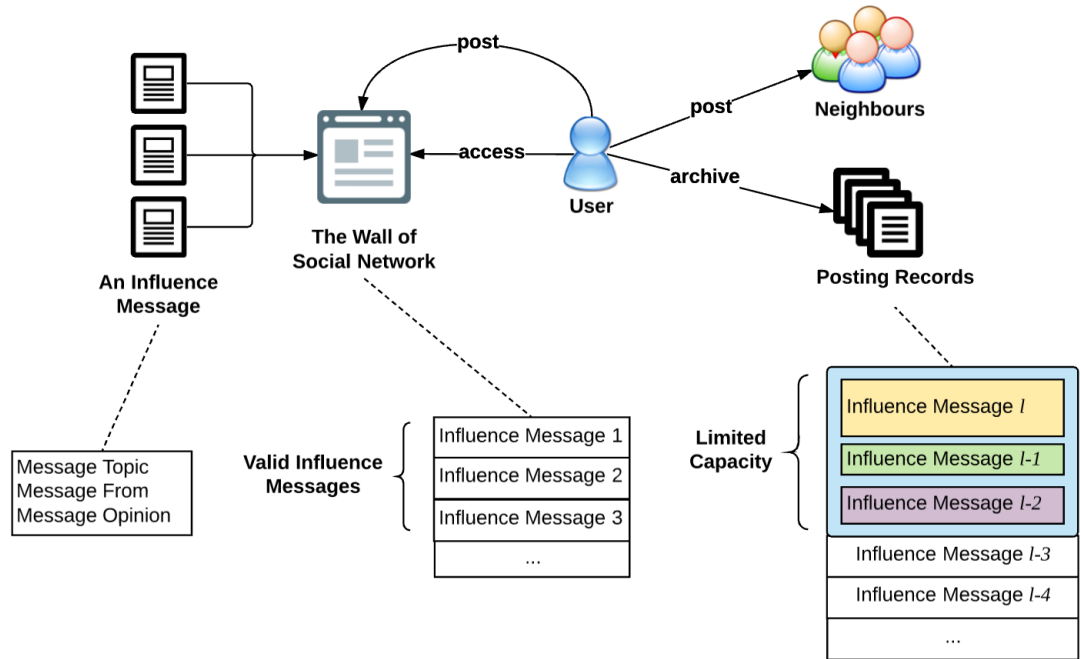 post
access
post
archive
Neighbours
User
The Wall of
Social Network
An Influence
Message
Posting Records
Message Topic
Message From
Message Opinion
Valid Influence
Messages
Influence Message 1
Influence Message 2
Influence Message 3
...
Limited
Capacity
Influence Message l
Influence Message l-1
Influence Message l-2
Influence Message l-3
Influence Message l-4
...